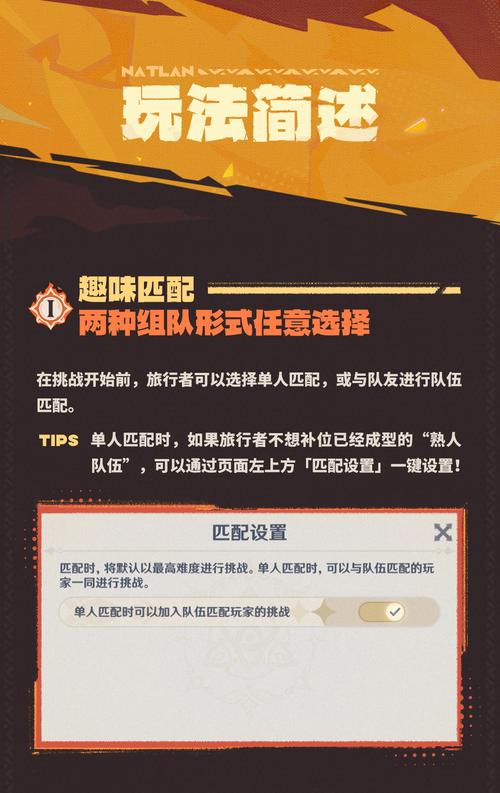 NATLAN
玩法简述
I
趣味匹配
两种组队形式任意选择
在挑战开始前，旅行者可以选择单人匹配，或与队友进行队伍
匹配。
TIPS 单人匹配时，如果旅行者不想补位已经成型的“熟人
队伍”，可以通过页面左上方「匹配设置」一键设置！
匹配设置
匹配时，将默认以最高难度进行挑战。单人匹配时，可以与队伍匹配的玩
家一同进行挑战。
单人匹配时可以加入队伍匹配玩家的挑战